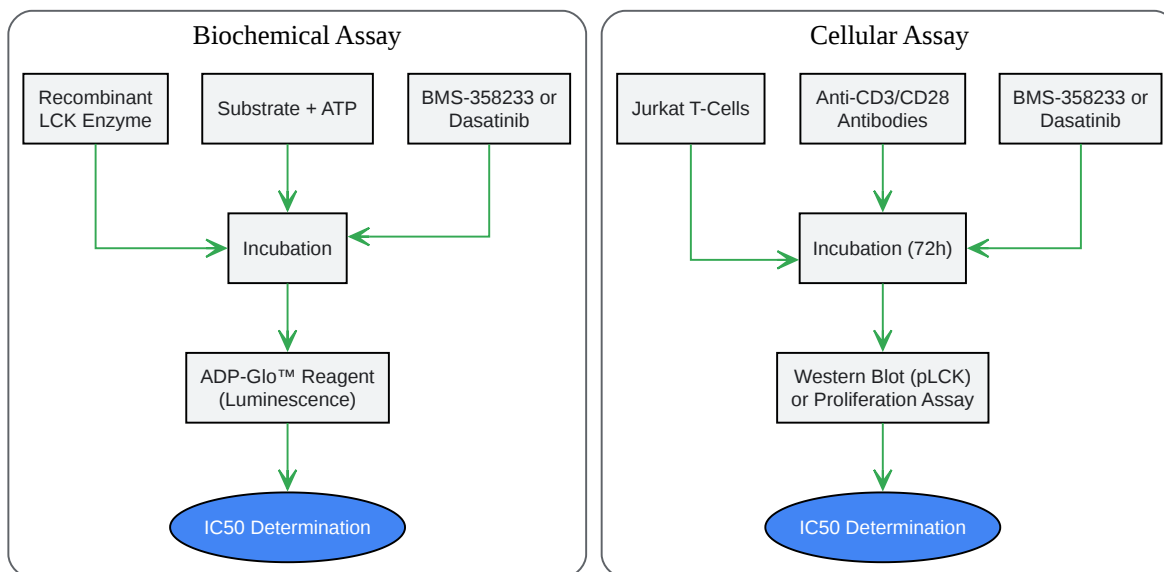 Biochemical Assay
Recombinant
LCK Enzyme
Substrate + ATP
BMS-358233 or
Dasatinib
Incubation
ADP-Glo™ Reagent
(Luminescence)
IC50 Determination
Cellular Assay
Jurkat T-Cells
Anti-CD3/CD28
Antibodies
BMS-358233 or
Dasatinib
Incubation (72h)
Western Blot (pLCK)
or Proliferation Assay
IC50 Determination